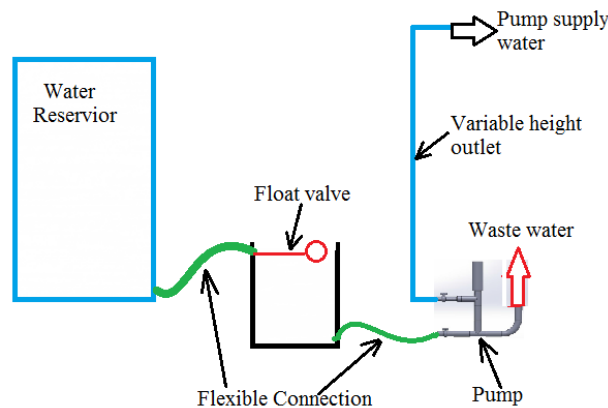 Pump supply
water
Water
Reservior
Variable height
outlet
Float valve
Waste water
Flexible Connection
Pump